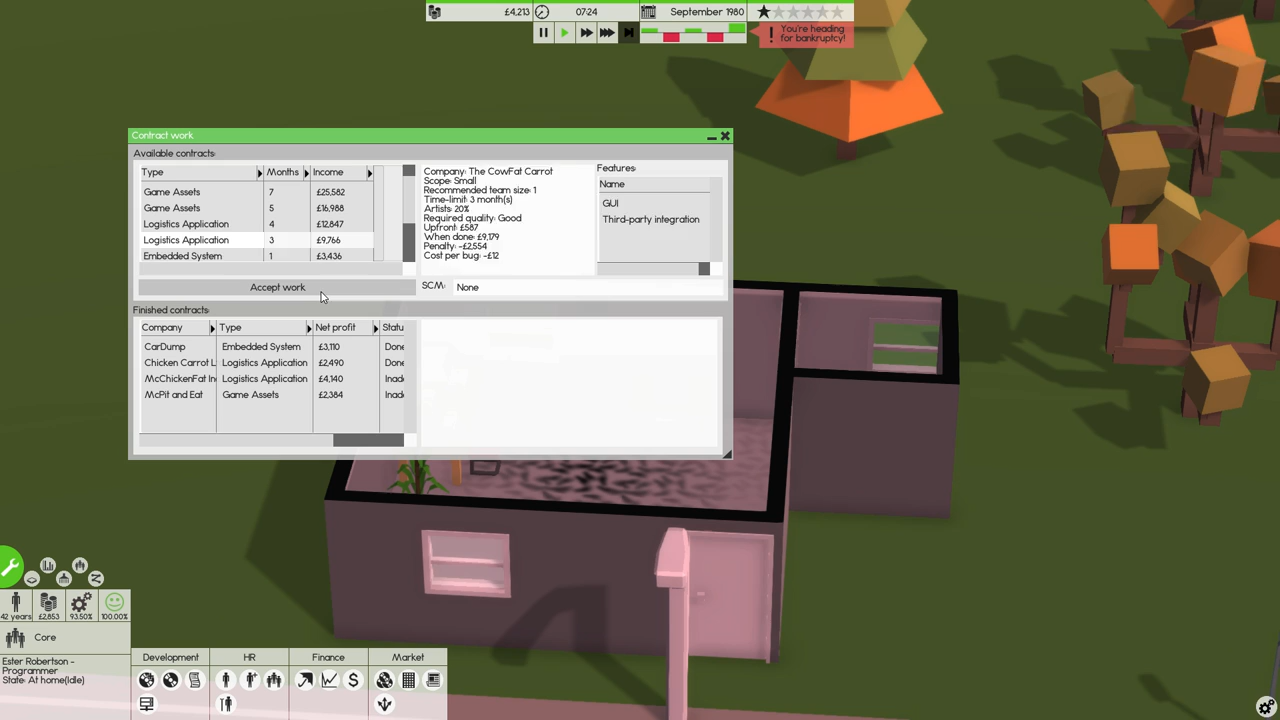 £4,213
07:24
September 1980
You're heading
for bankruptcy!
Contract work
Available contracts:
Type Months Income
Game Assets 7 £25,582
Game Assets 5 £16,988
Logistics Application 4 £12,847
Logistics Application 3 £9,766
Embedded System 1 £3,436
Company: The CowFat Carrot
Scope: Small
Recommended team size: 1
Time-limit: 3 month(s)
Artists: 20%
Required quality: Good
Upfront: £587
When done: £9,179
Penalty: -£2,554
Cost per bug: -£12
Features:
Name
GUI
Third-party integration
Accept work
SCM: None
Finished contracts:
Company Type Net profit Statu
CarDump Embedded System £3,110 Done
Chicken Carrot L Logistics Application £2,490 Done
McChickenFat In Logistics Application £4,140 Inad
McPit and Eat Game Assets £2,384 Inad
42 years £2,853 93.50% 100.00%
Core
Ester Robertson -
Programmer
State: At home(Idle)
Development HR Finance Market